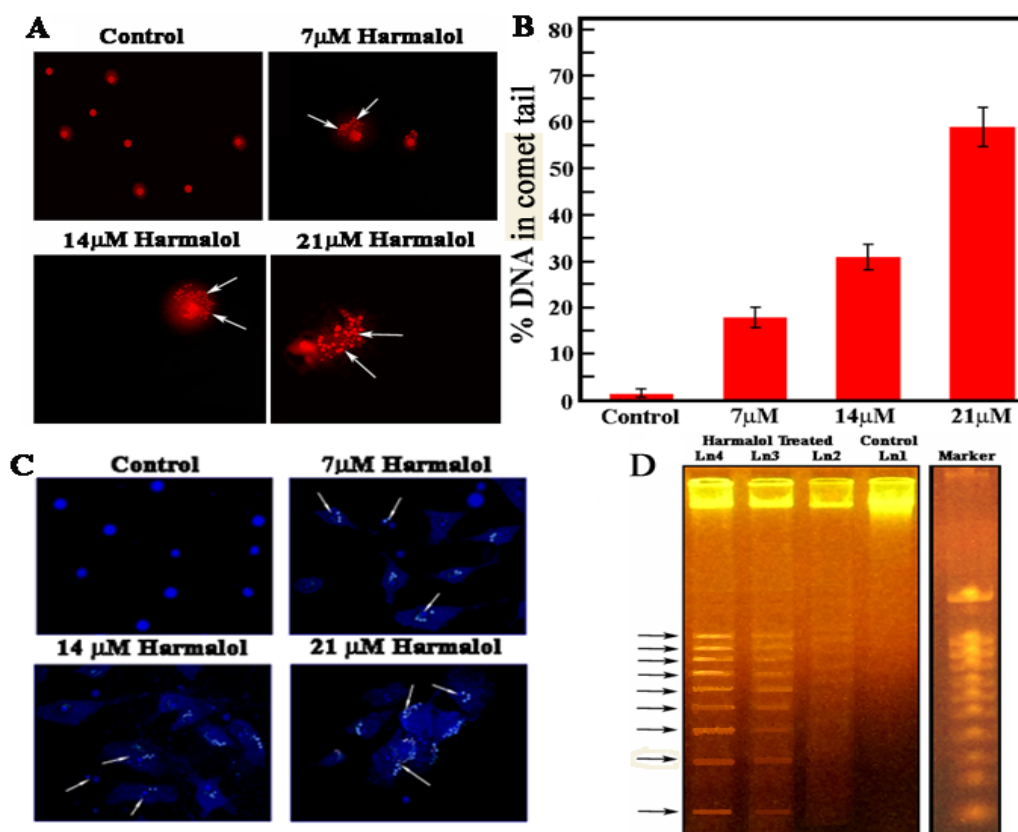 A
Control
7μM Harmalol
14μM Harmalol
21μM Harmalol
B
% DNA in comet tail
80
70
60
50
40
30
20
10
0
Control 7μM 14μM 21μM
C
Control
7μM Harmalol
14 μM Harmalol
21 μM Harmalol
D
Harmalol Treated Control
Ln4 Ln3 Ln2 Ln1 Marker